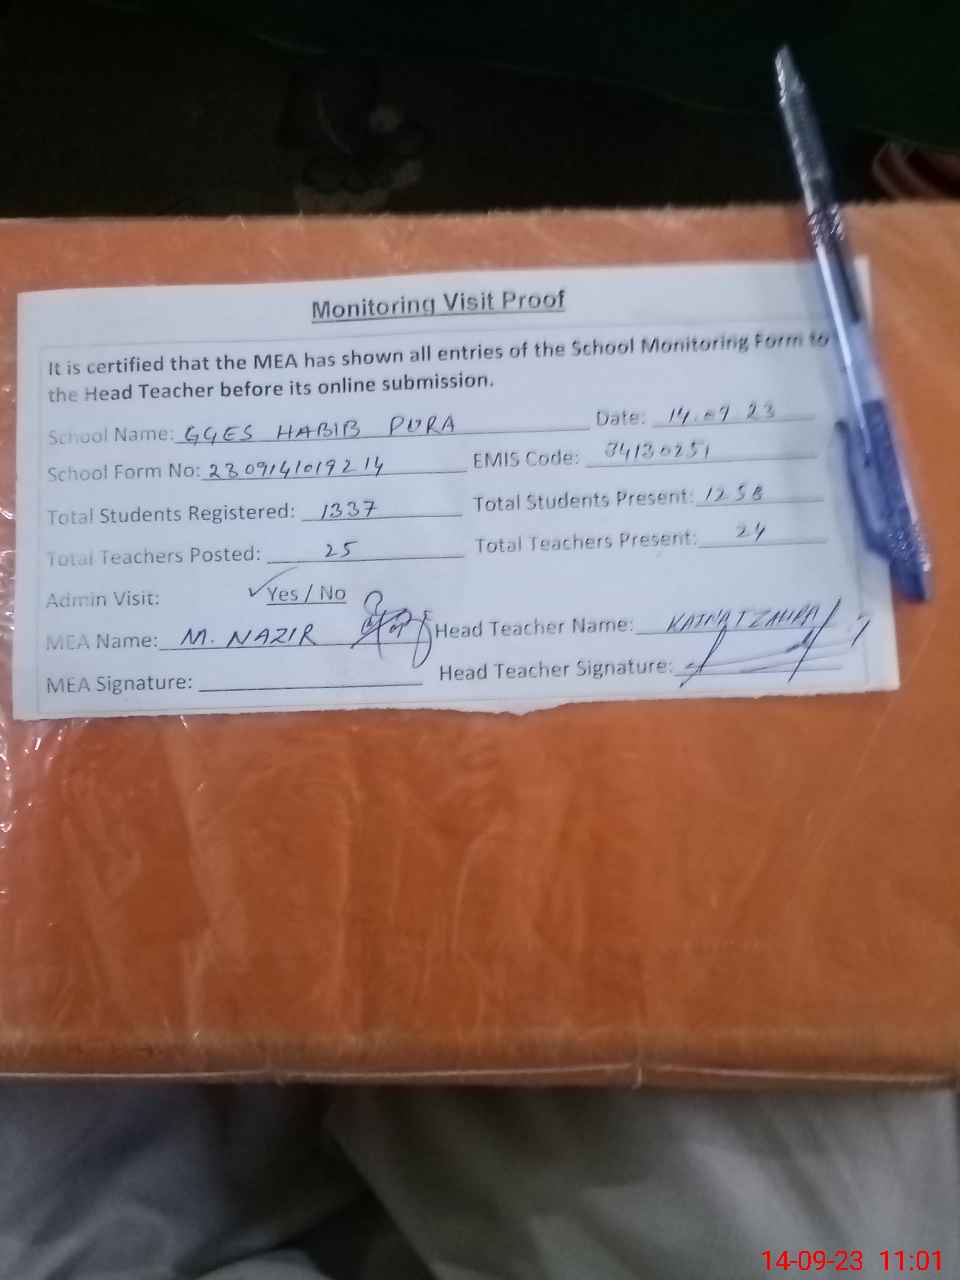 Monitoring Visit Proof
It is certified that the MEA has shown all entries of the School Monitoring Form to
the Head Teacher before its online submission.
School Name: GGES HABIB PURA Date: 14.09.23
School Form No: 2309141019214 EMIS Code: 34130251
Total Students Registered: 1337 Total Students Present: 1258
Total Teachers Posted: 25 Total Teachers Present: 24
Admin Visit: ✓Yes / No
MEA Name: M. NAZIR Head Teacher Name:
MEA Signature: Head Teacher Signature:
14-09-23 11:01